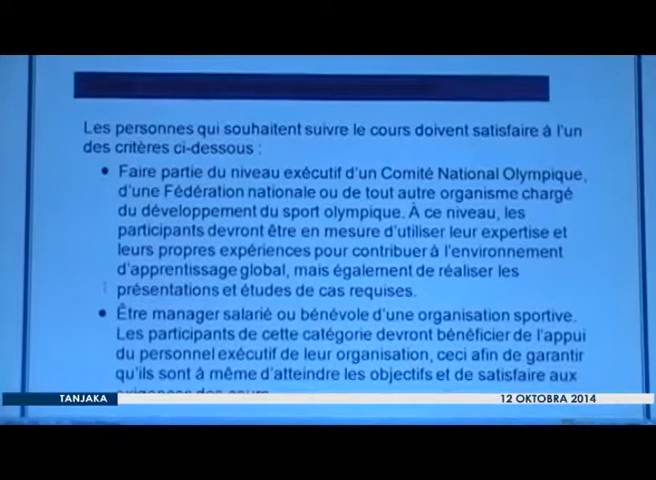 Les personnes qui souhaitent suivre le cours doivent satisfaire à l'un
des critères ci-dessous :
• Faire partie du niveau exécutif d'un Comité National Olympique,
d'une Fédération nationale ou de tout autre organisme chargé
du développement du sport olympique. À ce niveau, les
participants devront être en mesure d'utiliser leur expertise et
leurs propres expériences pour contribuer à l'environnement
d'apprentissage global, mais également de réaliser les
présentations et études de cas requises.
• Être manager salarié ou bénévole d'une organisation sportive.
Les participants de cette catégorie devront bénéficier de l'appui
du personnel exécutif de leur organisation, ceci afin de garantir
qu'ils sont à même d'atteindre les objectifs et de satisfaire aux
TANJAKA
12 OKTOBRA 2014